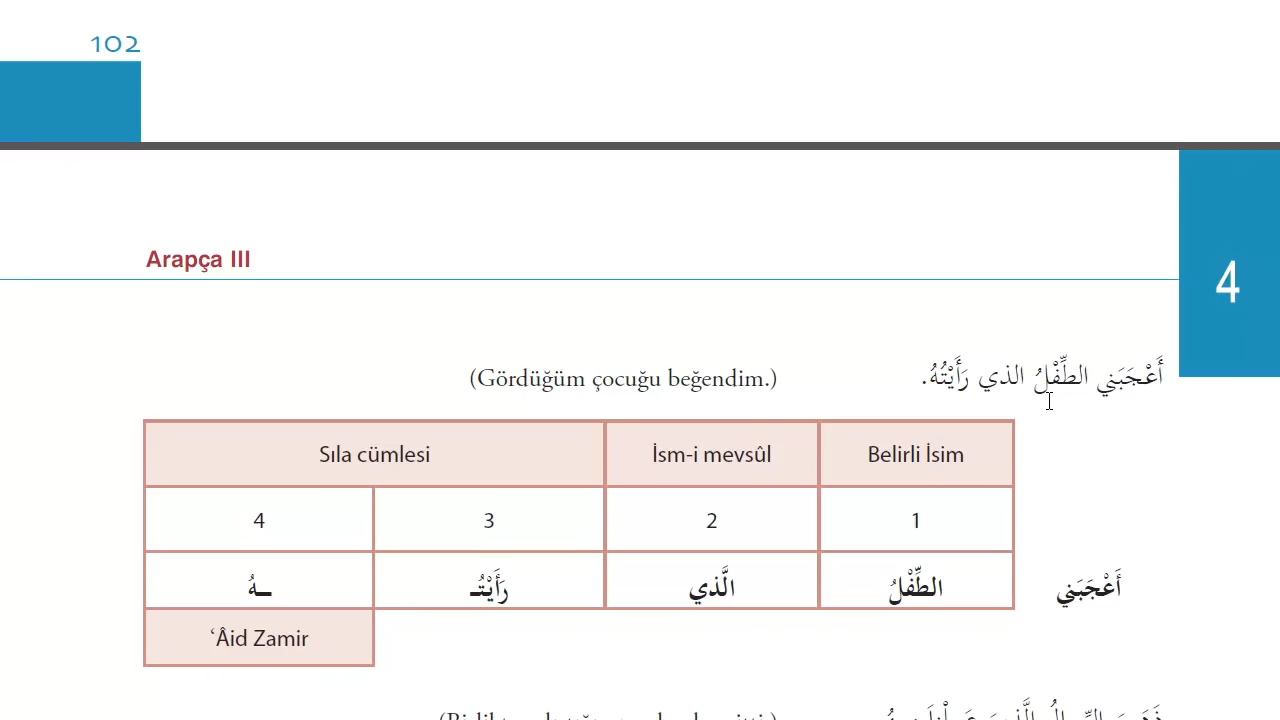 102
4
Arapça III
أَعْجَبَنِي الطِّفْلُ الذي رَأَيْتُهُ.
(Gördüğüm çocuğu beğendim.)
Sıla cümlesi İsm-i mevsûl Belirli İsim
4 3 2 1
أَعْجَبَنِي الطِّفْلُ الَّذي رَأَيْتُـ ـهُ
‘Âid Zamir